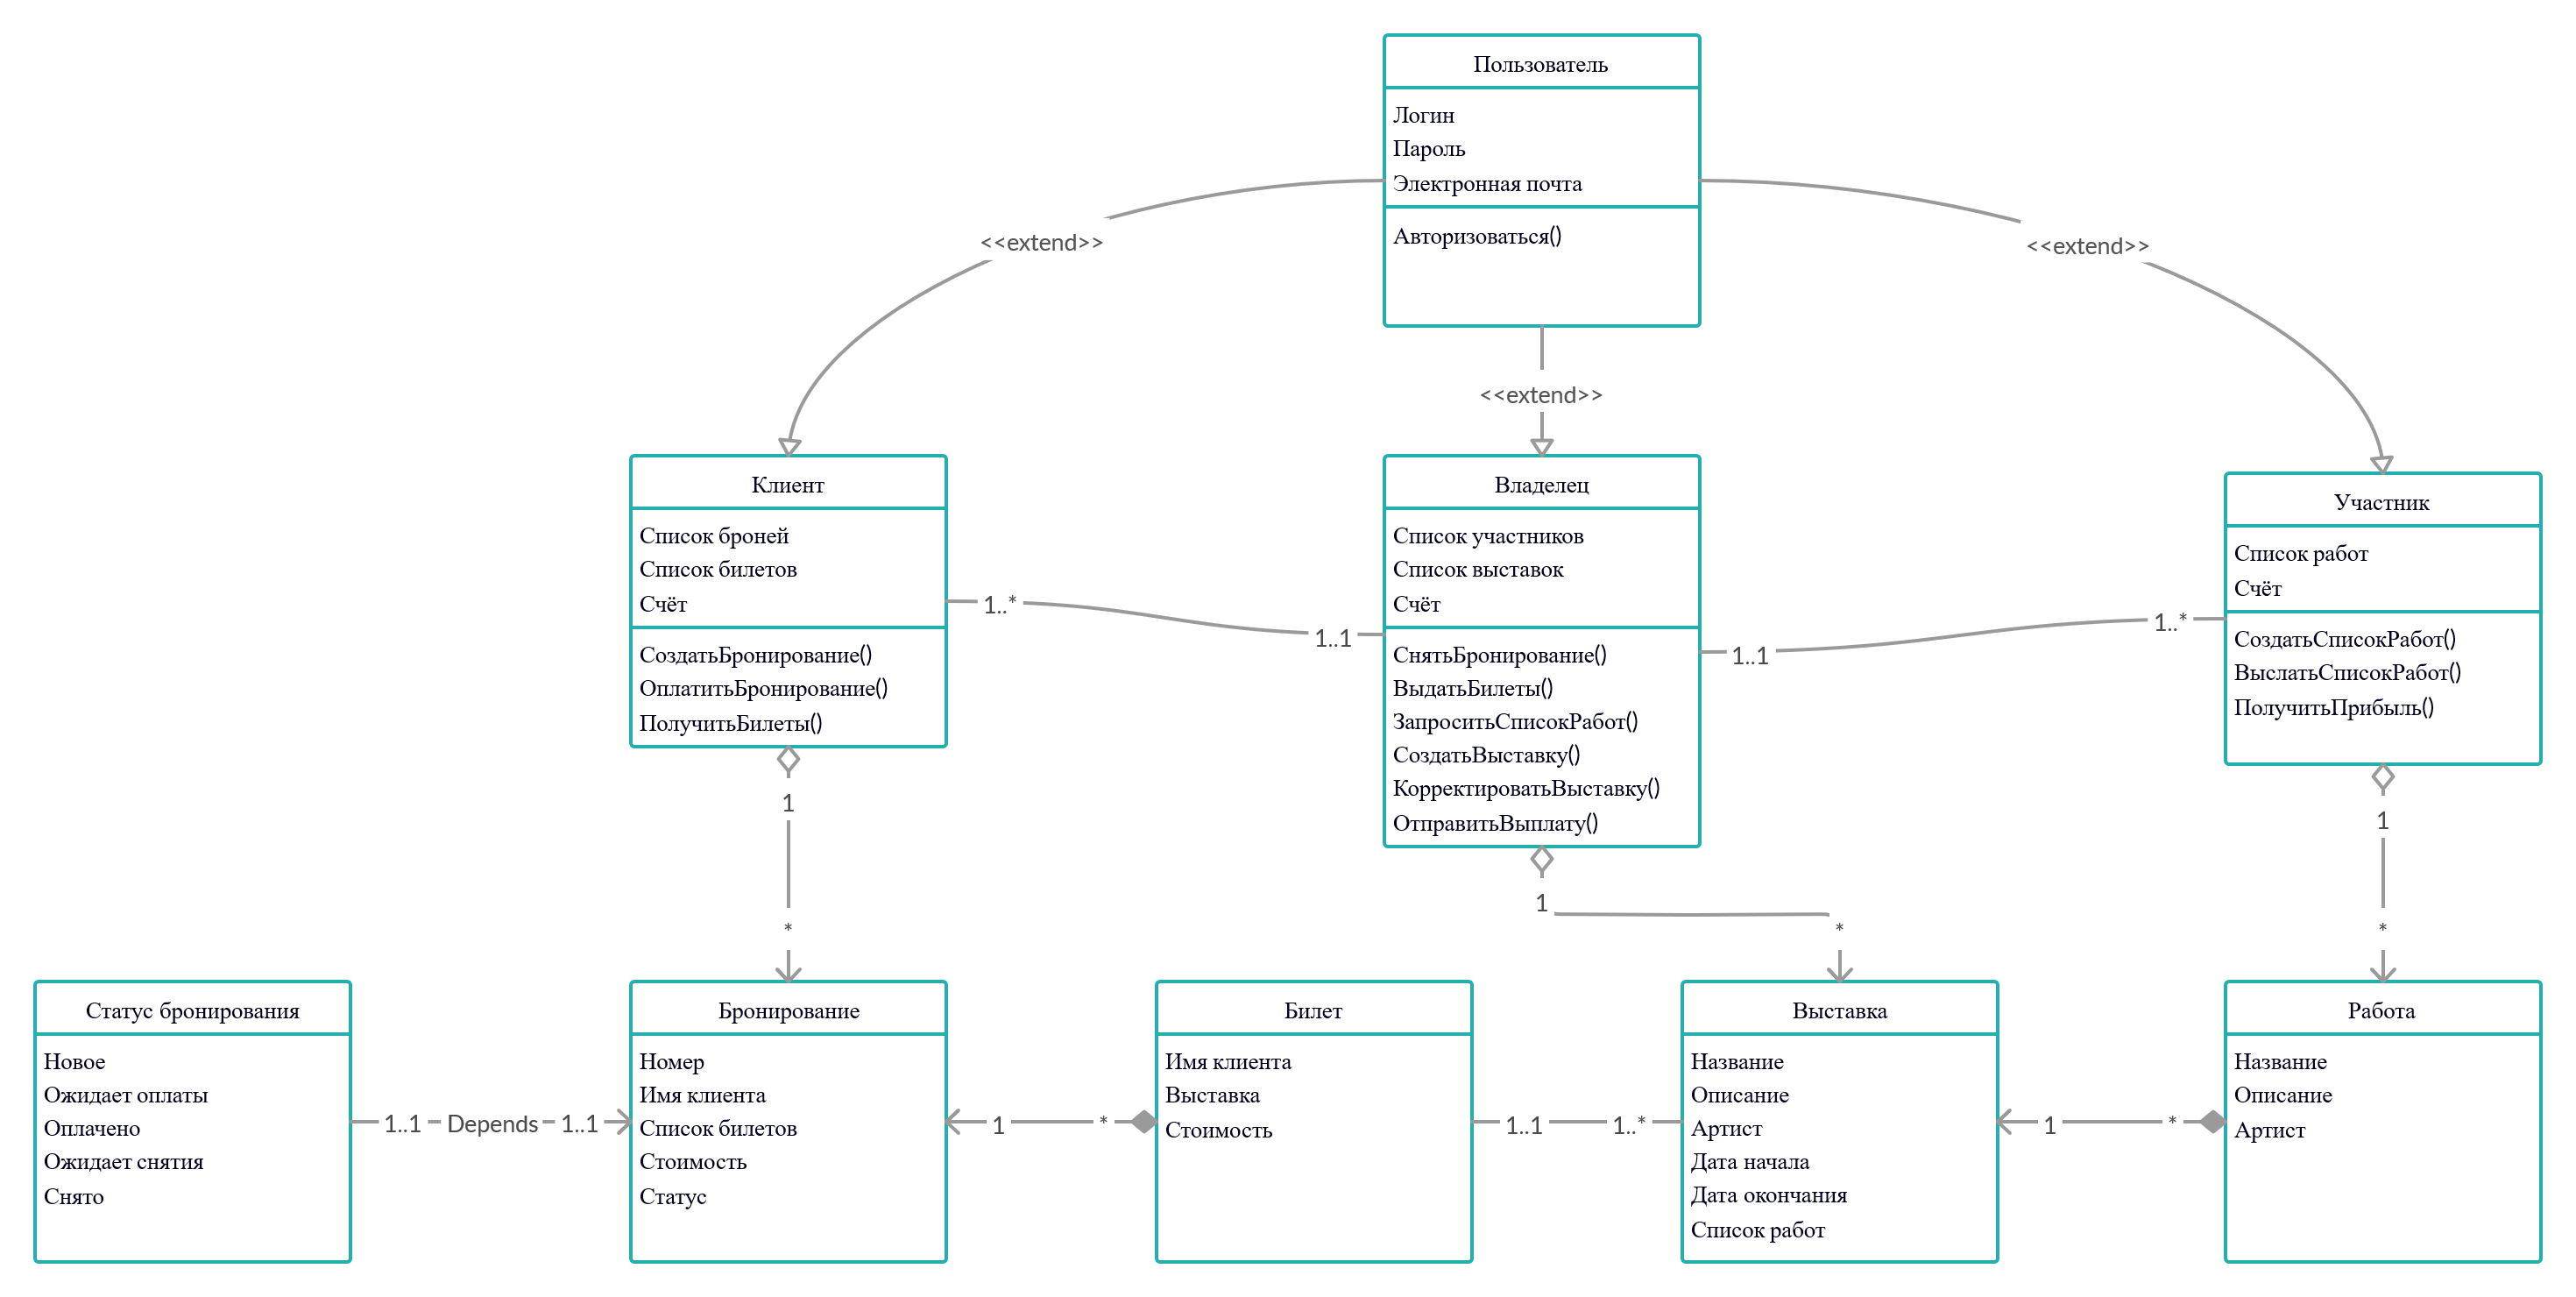 Пользователь
Логин
Пароль
Электронная почта
Авторизоваться()
<<extend>>
<<extend>>
<<extend>>
Клиент
Список броней
Список билетов
Счёт
СоздатьБронирование()
ОплатитьБронирование()
ПолучитьБилеты()
1..*
1..1
Владелец
Список участников
Список выставок
Счёт
СнятьБронирование()
ВыдатьБилеты()
ЗапроситьСписокРабот()
СоздатьВыставку()
КорректироватьВыставку()
ОтправитьВыплату()
1..1
1..*
Участник
Список работ
Счёт
СоздатьСписокРабот()
ВыслатьСписокРабот()
ПолучитьПрибыль()
1
*
1
*
1
*
Статус бронирования
Новое
Ожидает оплаты
Оплачено
Ожидает снятия
Снято
1..1
Depends
1..1
Бронирование
Номер
Имя клиента
Список билетов
Стоимость
Статус
1
*
Билет
Имя клиента
Выставка
Стоимость
1..1
1..*
Выставка
Название
Описание
Артист
Дата начала
Дата окончания
Список работ
1
*
Работа
Название
Описание
Артист